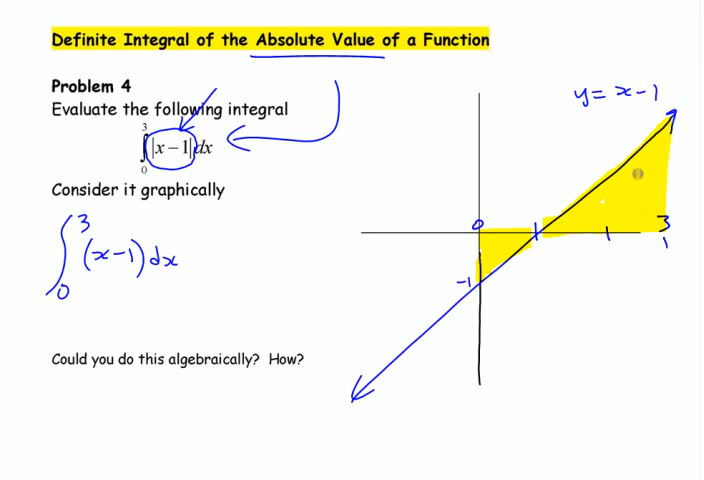 Definite Integral of the Absolute Value of a Function
Problem 4
Evaluate the following integral
∫₀³ |x − 1| dx
Consider it graphically
∫₀³ (x−1) dx
Could you do this algebraically? How?
y = x − 1
0
1
3
1
−1